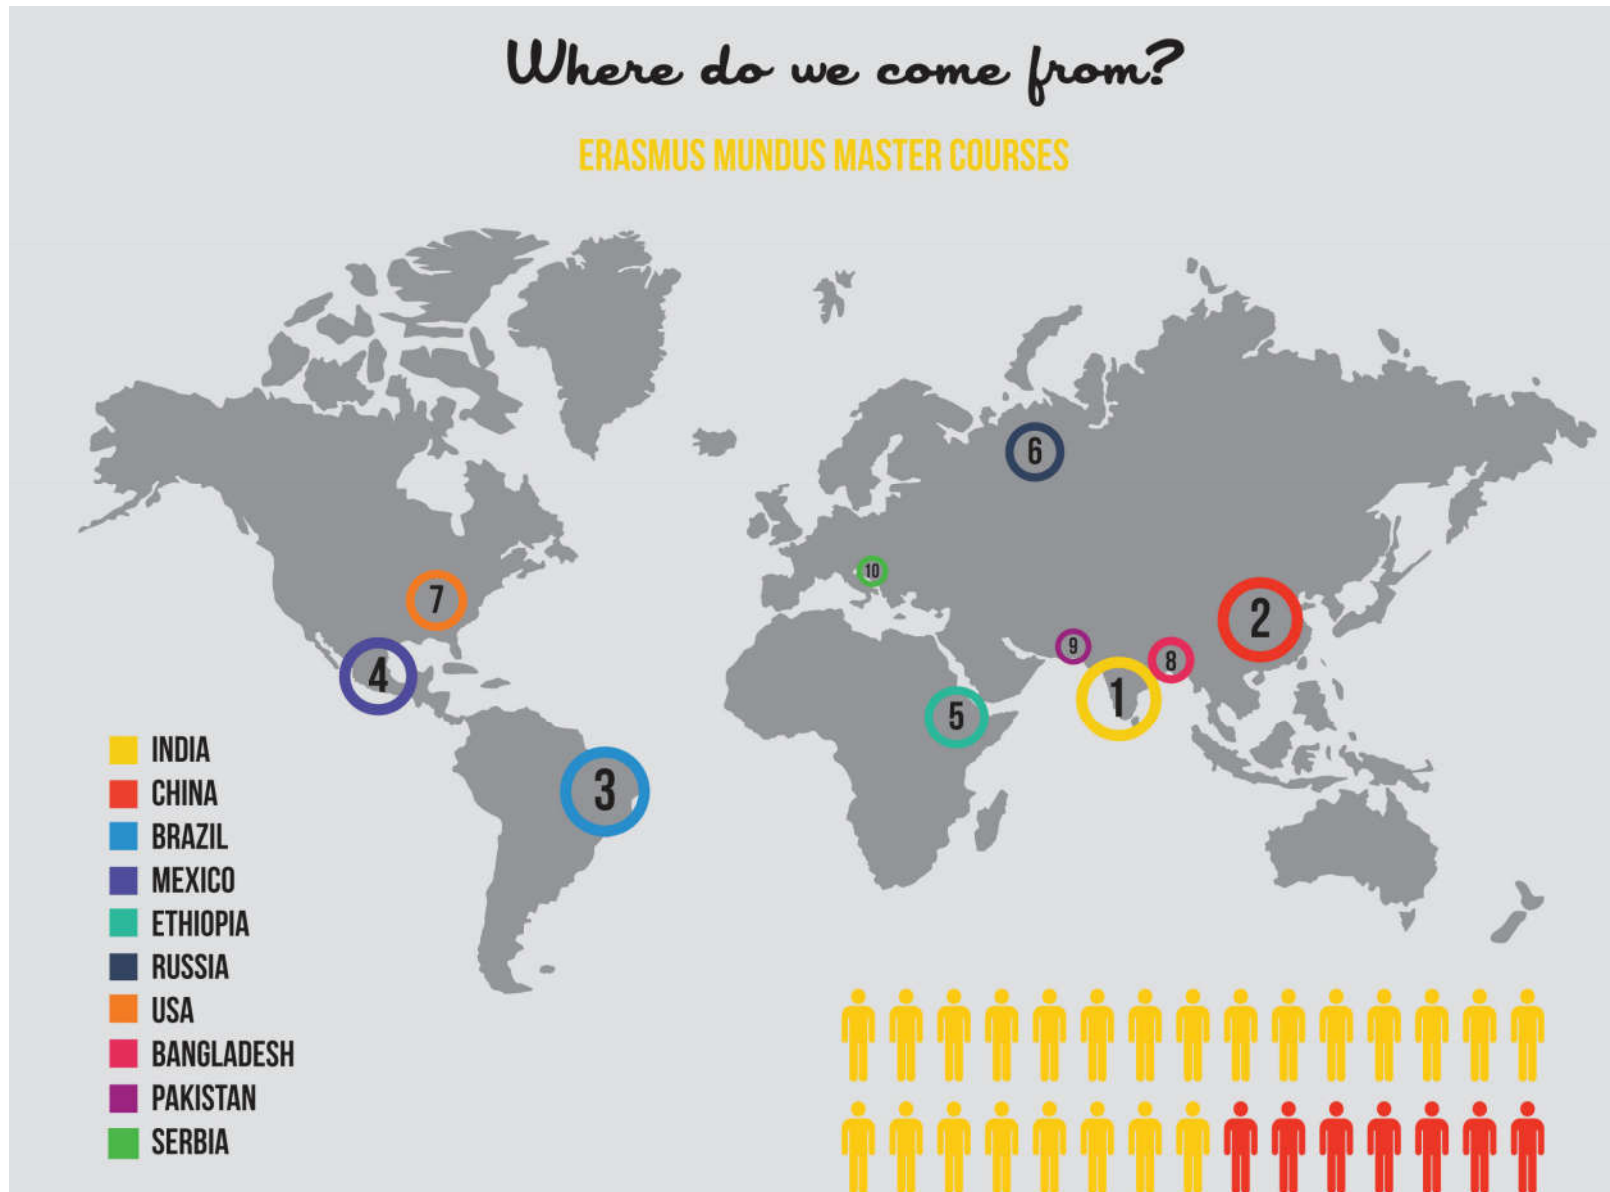 Where do we come from?
ERASMUS MUNDUS MASTER COURSES
6
10
7
2
9
8
4
1
5
3
INDIA
CHINA
BRAZIL
MEXICO
ETHIOPIA
RUSSIA
USA
BANGLADESH
PAKISTAN
SERBIA